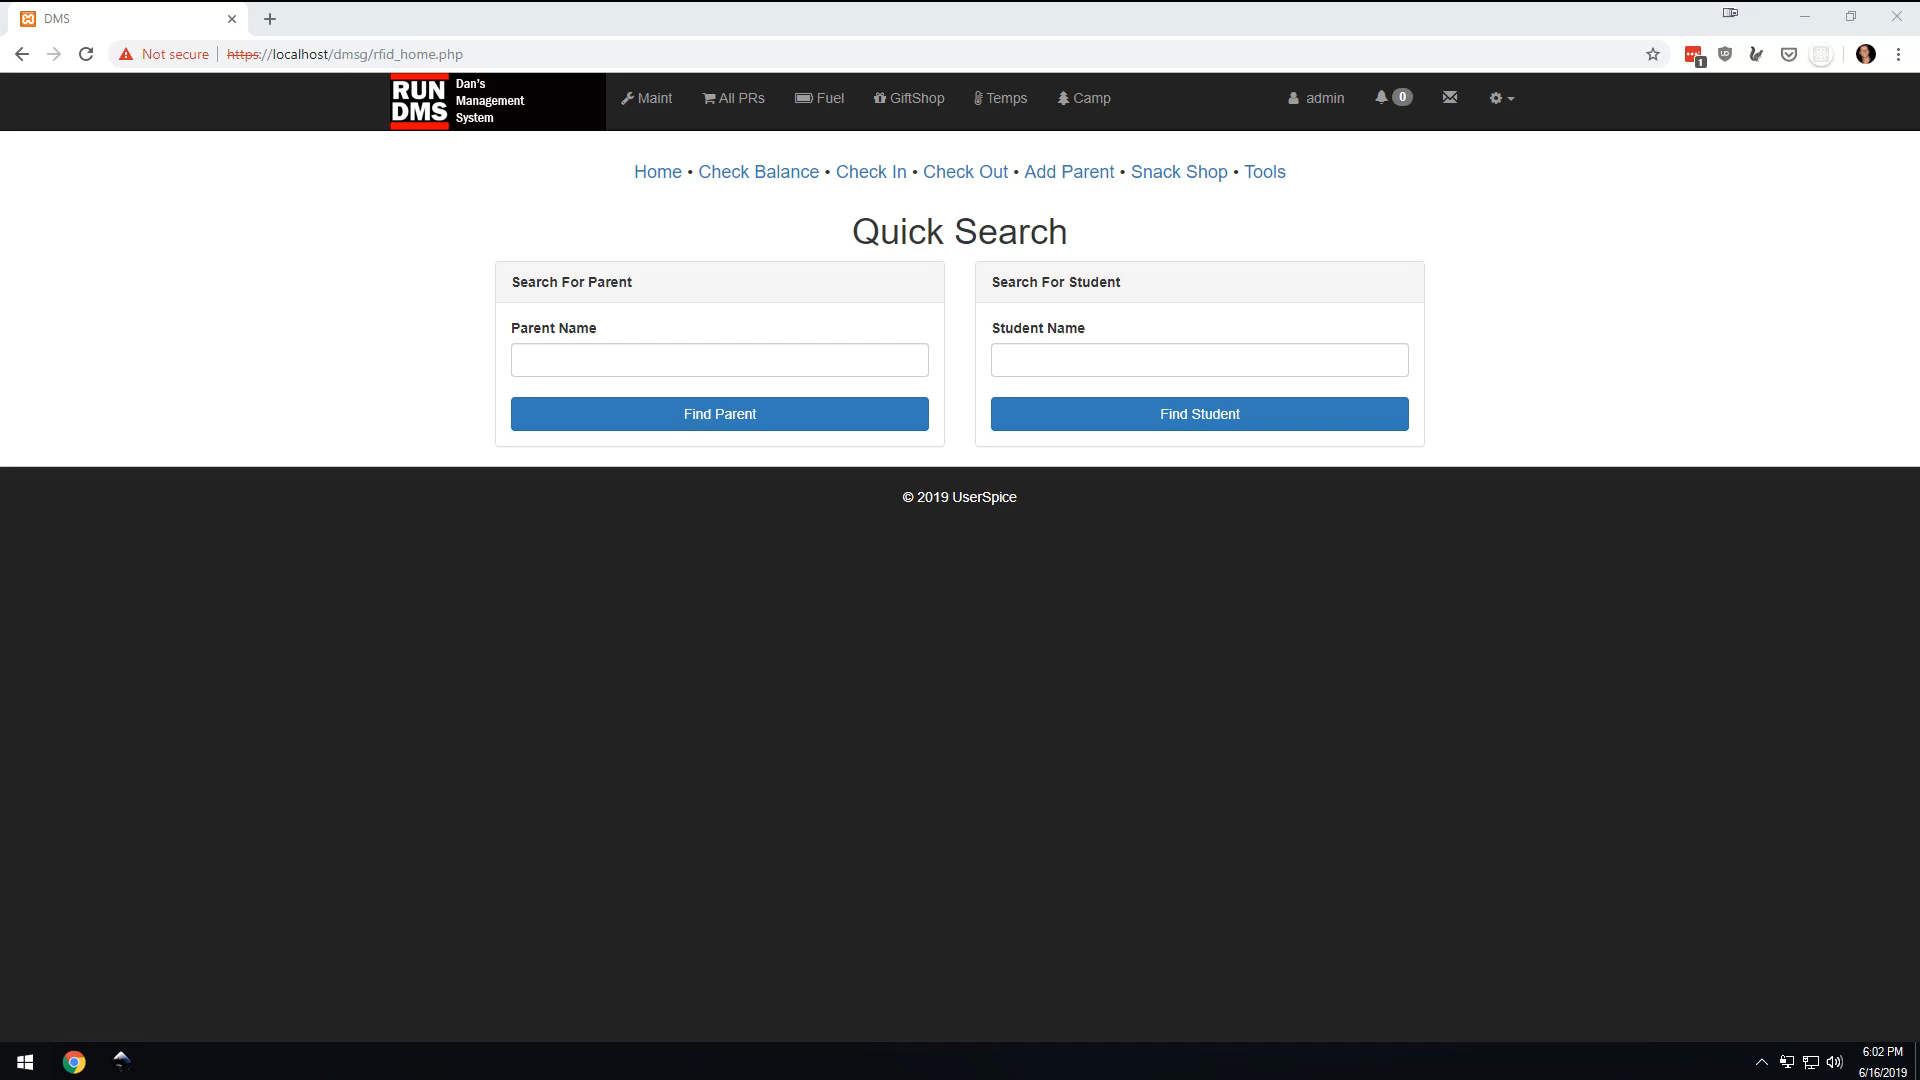 DMS
Not secure https://localhost/dmsg/rfid_home.php
1
RUN DMS
Dan's Management System
Maint All PRs Fuel GiftShop Temps Camp admin 0
Home • Check Balance • Check In • Check Out • Add Parent • Snack Shop • Tools
Quick Search
Search For Parent
Parent Name
Find Parent
Search For Student
Student Name
Find Student
© 2019 UserSpice
6:02 PM
6/16/2019